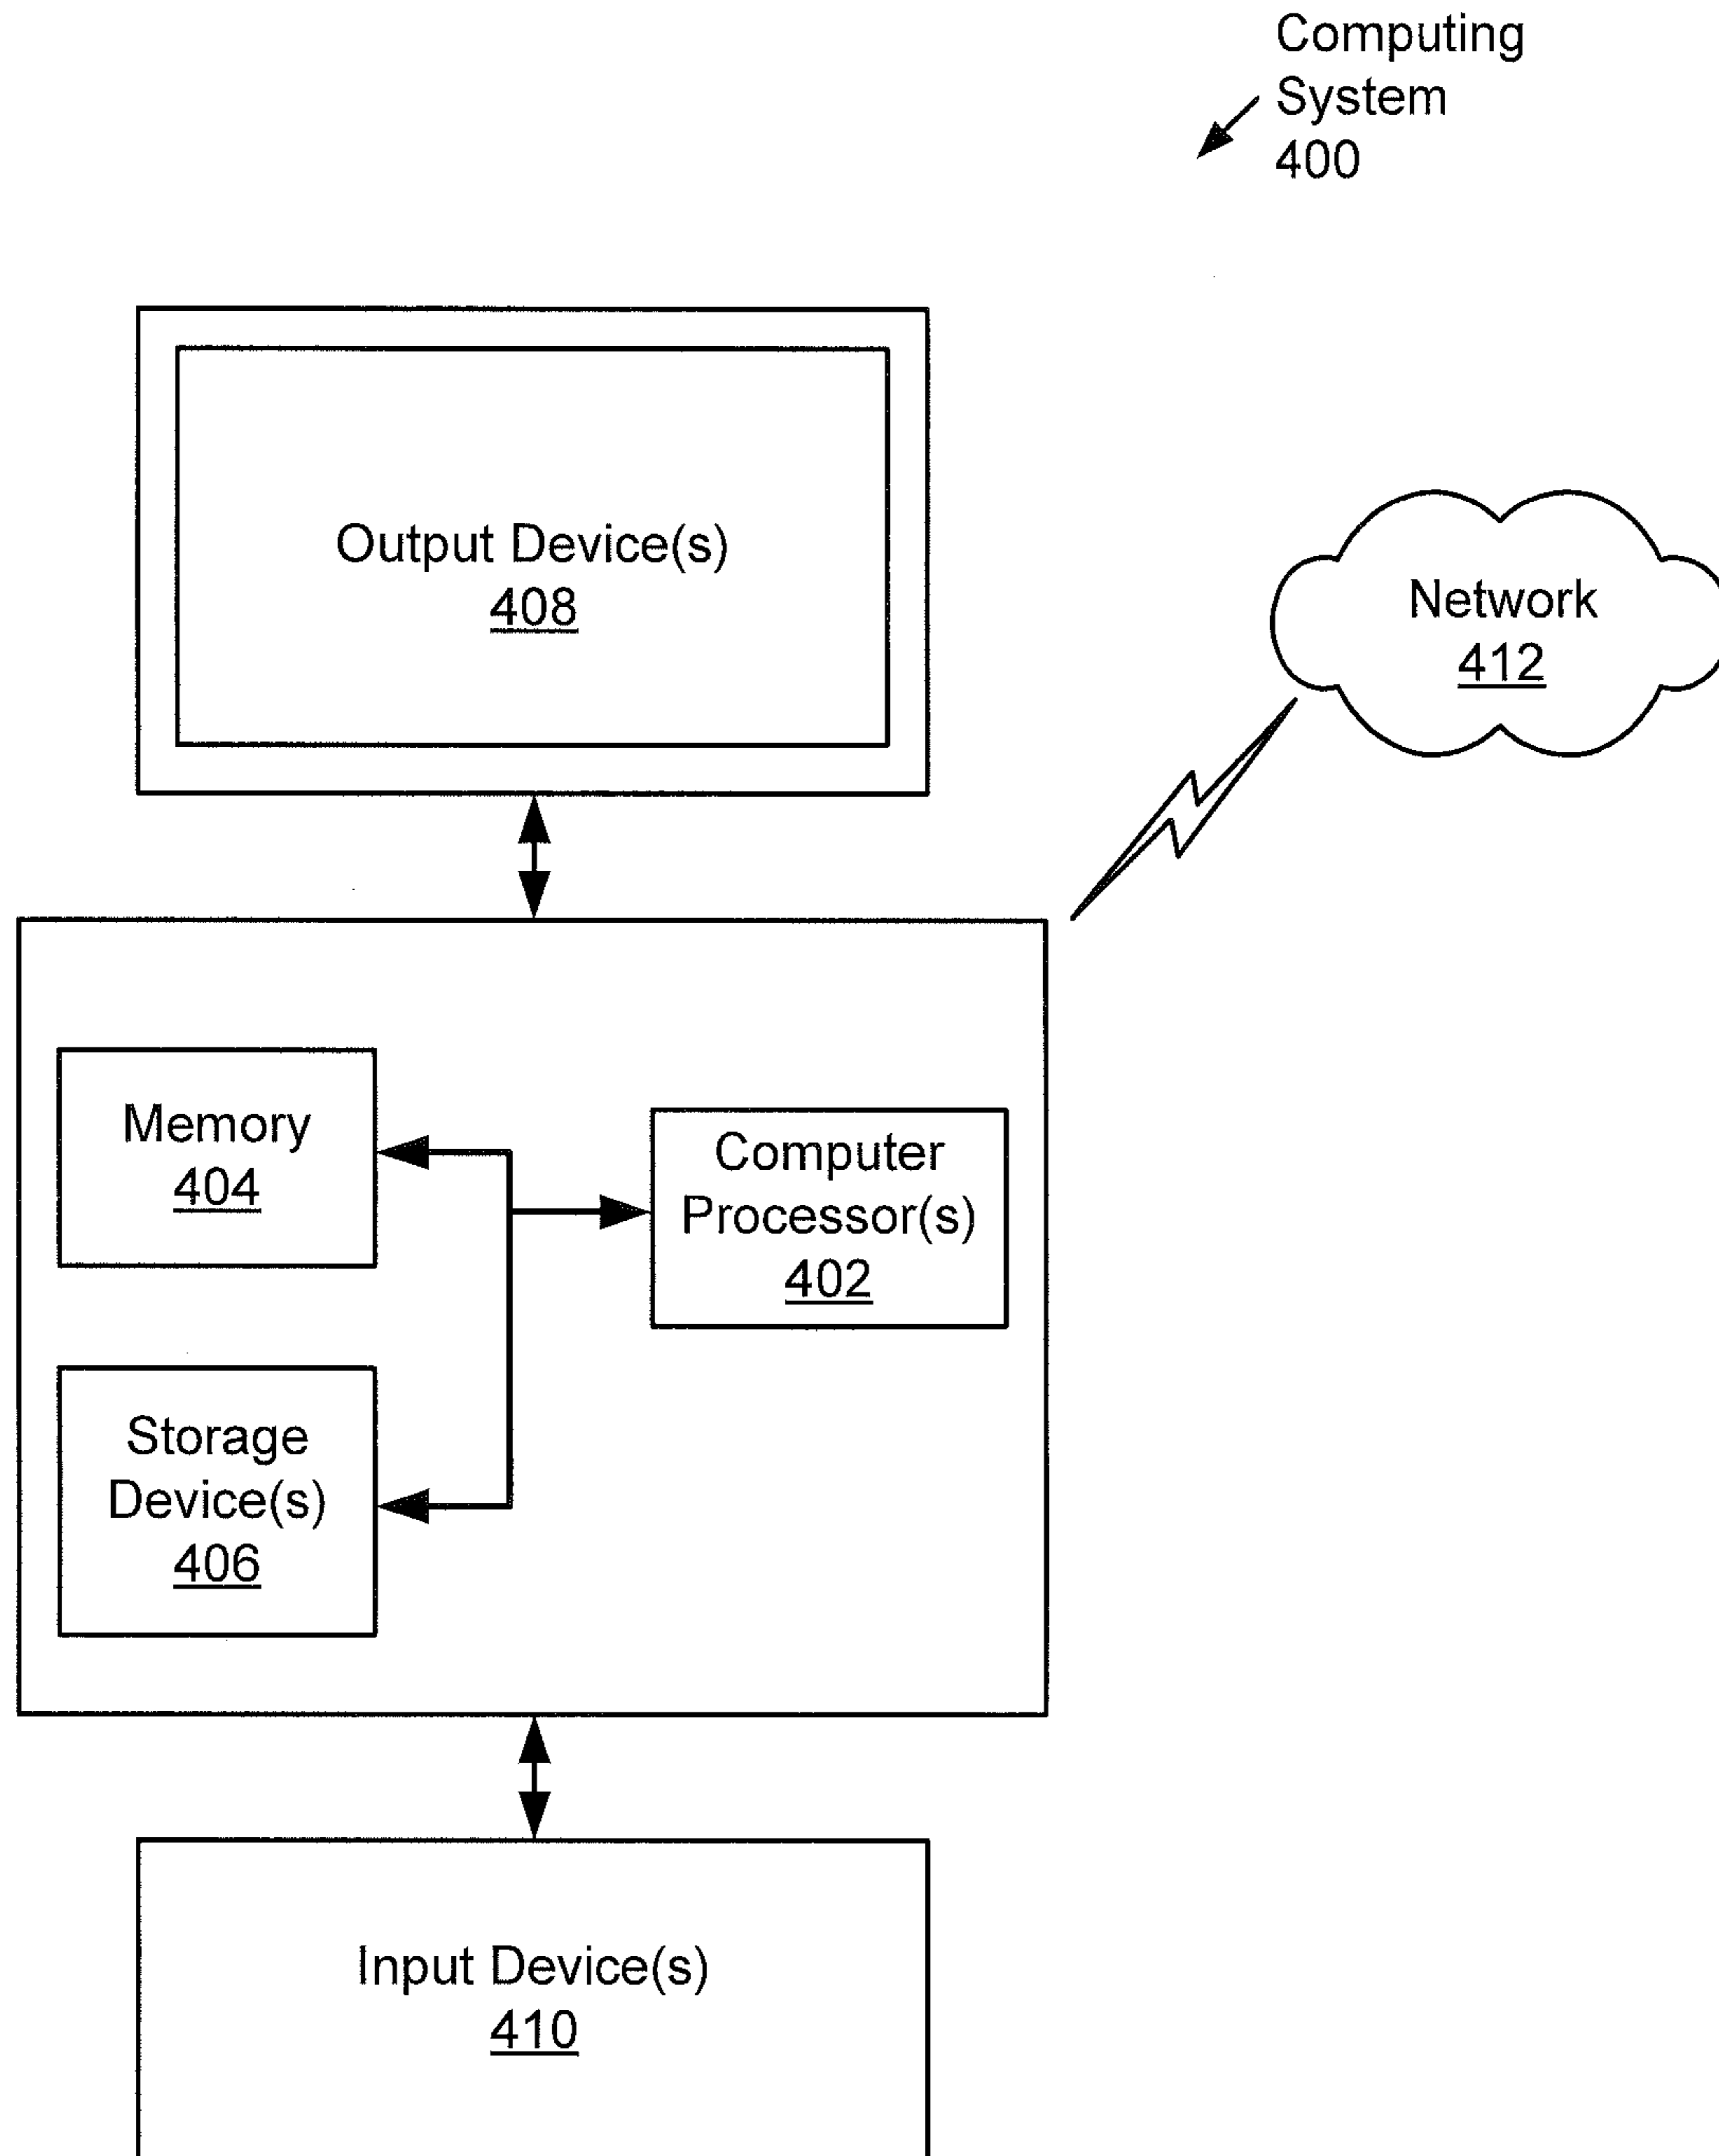 Computing
System
400
Output Device(s)
408
Network
412
Memory
404
Computer
Processor(s)
402
Storage
Device(s)
406
Input Device(s)
410